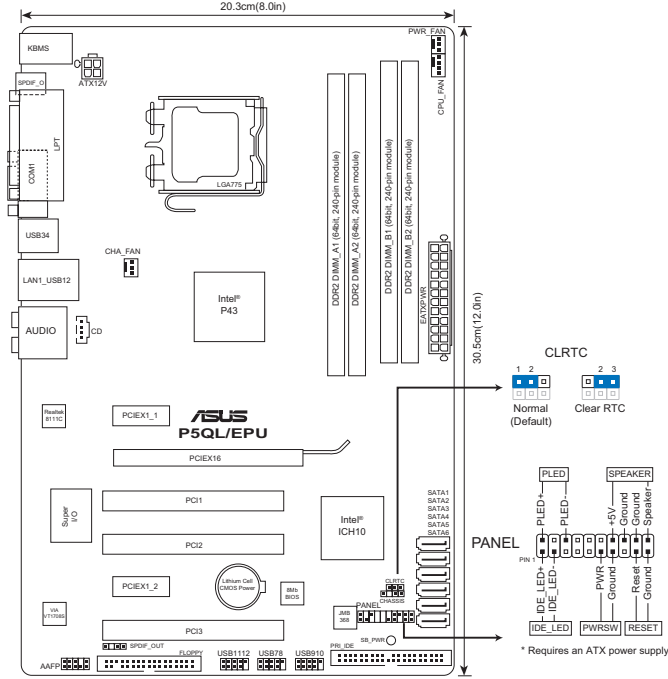 20.3cm(8.0in)
PWR_FAN
KBMS
ATX12V
SPDIF_O
CPU_FAN
LPT
COM1
LGA775
DDR2 DIMM_A1 (64bit, 240-pin module)
DDR2 DIMM_A2 (64bit, 240-pin module)
DDR2 DIMM_B1 (64bit, 240-pin module)
DDR2 DIMM_B2 (64bit, 240-pin module)
USB34
CHA_FAN
LAN1_USB12
Intel®
P43
EATXPWR
30.5cm(12.0in)
AUDIO
CD
CLRTC
1 2
2 3
Normal
(Default)
Clear RTC
Realtek
8111C
PCIEX1_1
ASUS
P5QL/EPU
PCIEX16
PCI1
Super
I/O
Intel®
ICH10
SATA1
SATA2
SATA3
SATA4
SATA5
SATA6
PCI2
PCIEX1_2
Lithium Cell
CMOS Power
8Mb
BIOS
CLRTC
CHASSIS
PANEL
JMB
368
VIA
VT1708S
PCI3
SB_PWR
SPDIF_OUT
FLOPPY
USB1112
USB78
USB910
PRI_IDE
AAFP
PLED
SPEAKER
PLED+
PLED-
+5V
Ground
Ground
Speaker-
PANEL
PIN 1
IDE_LED+
IDE_LED-
PWR
Ground
Reset
Ground
IDE_LED
PWRSW
RESET
* Requires an ATX power supply